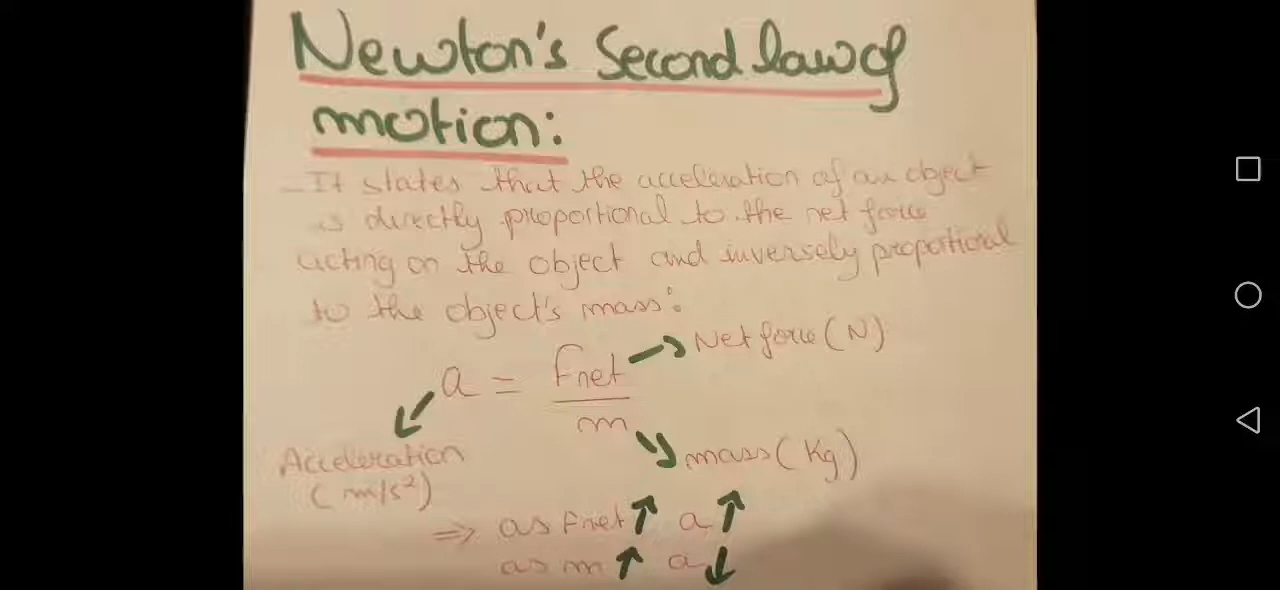 Newton's Second law of
motion:
- It states that the acceleration of an object
is directly proportional to the net force
acting on the object and inversely proportional
to the object's mass:
a = Fnet → Net force (N)
m
Acceleration
(m/s²)
mass (Kg)
⇒ as Fnet ↑ a ↑
as m ↑ a ↓